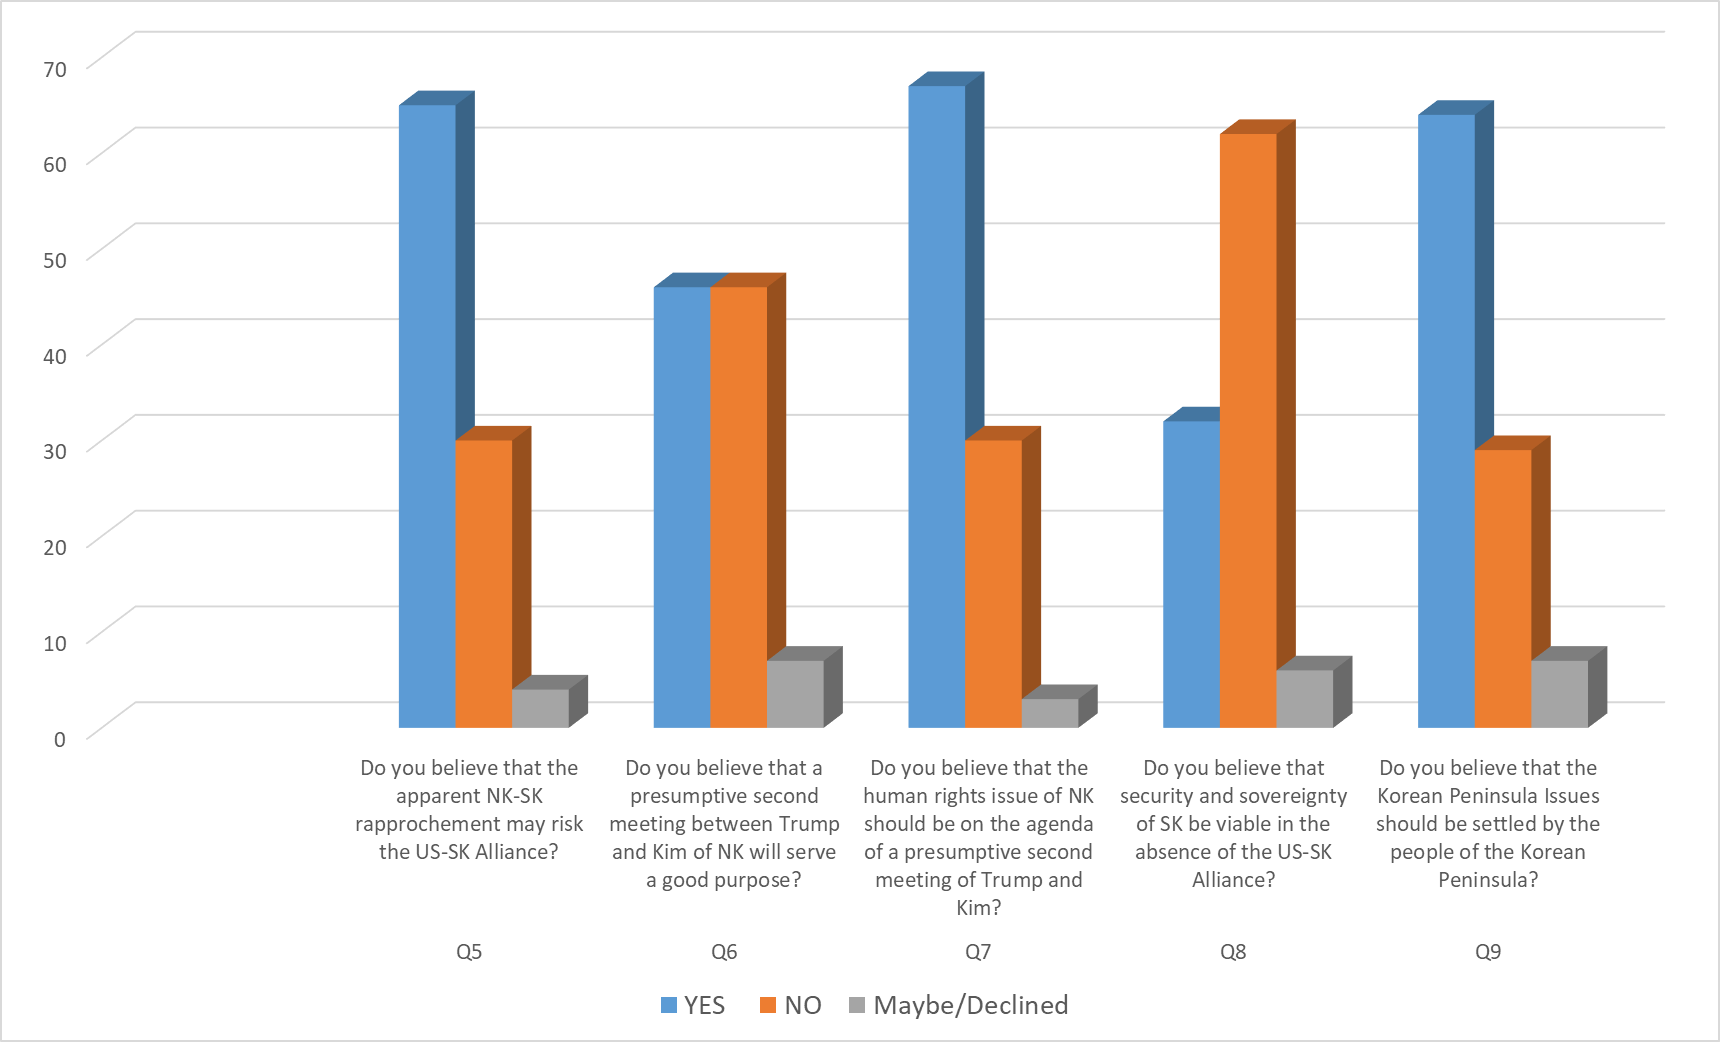 70
60
50
40
30
20
10
0
Do you believe that the
apparent NK-SK
rapprochement may risk
the US-SK Alliance?
Do you believe that a
presumptive second
meeting between Trump
and Kim of NK will serve
a good purpose?
Do you believe that the
human rights issue of NK
should be on the agenda
of a presumptive second
meeting of Trump and
Kim?
Do you believe that
security and sovereignty
of SK be viable in the
absence of the US-SK
Alliance?
Do you believe that the
Korean Peninsula Issues
should be settled by the
people of the Korean
Peninsula?
Q5
Q6
Q7
Q8
Q9
YES
NO
Maybe/Declined